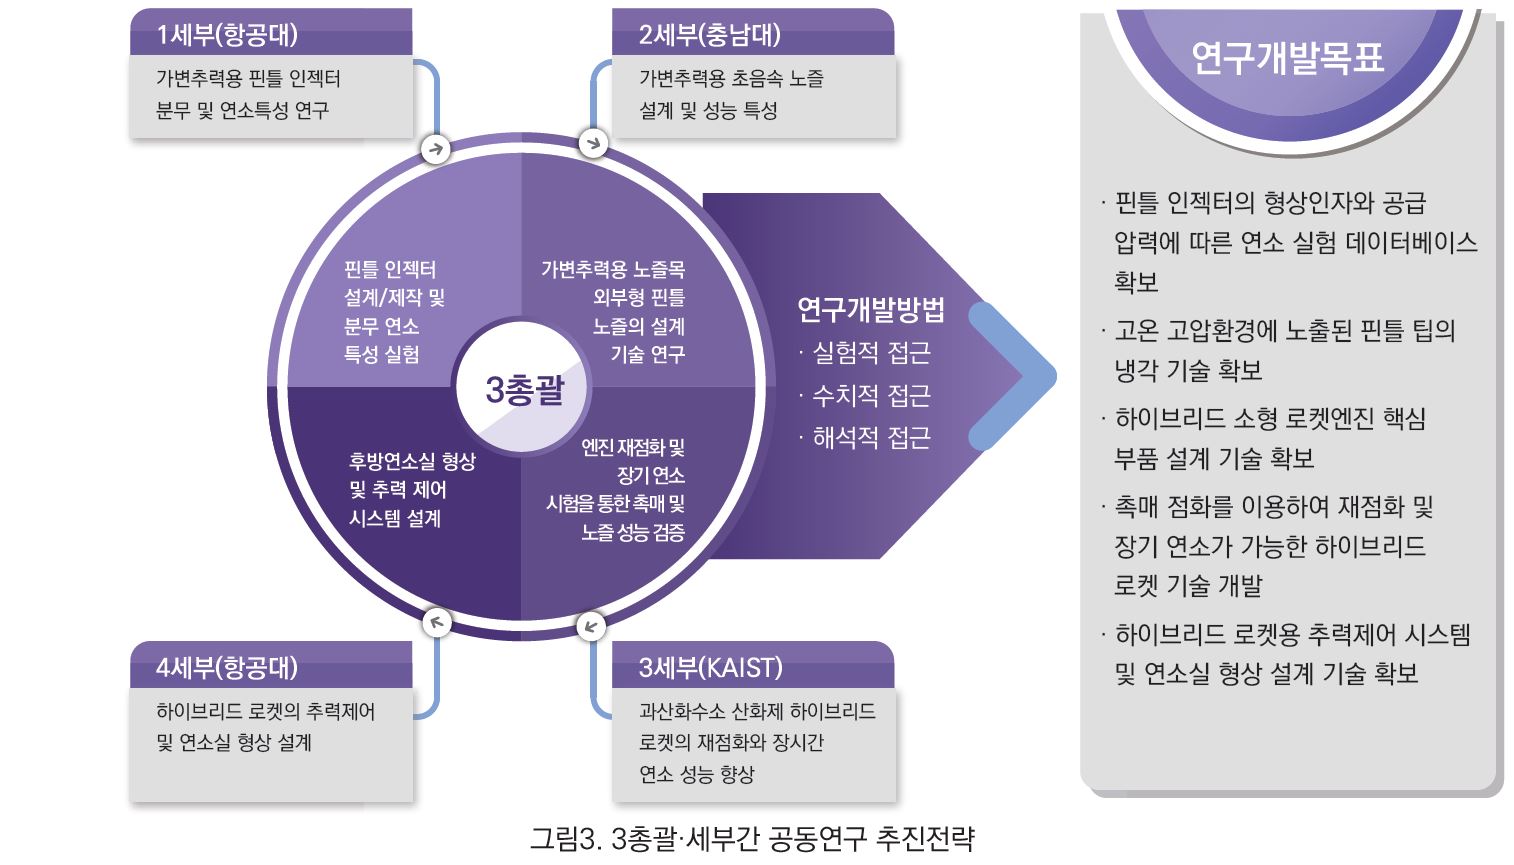 1세부(항공대)
가변추력용 핀틀 인젝터
분무 및 연소특성 연구
2세부(충남대)
가변추력용 초음속 노즐
설계 및 성능 특성
핀틀 인젝터
설계/제작 및
분무 연소
특성 실험
가변추력용 노즐목
외부형 핀틀
노즐의 설계
기술 연구
3총괄
후방연소실 형상
및 추력 제어
시스템 설계
엔진 재점화 및
장기 연소
시험을 통한 촉매 및
노즐 성능 검증
4세부(항공대)
하이브리드 로켓의 추력제어
및 연소실 형상 설계
3세부(KAIST)
과산화수소 산화제 하이브리드
로켓의 재점화와 장시간
연소 성능 향상
연구개발방법
· 실험적 접근
· 수치적 접근
· 해석적 접근
연구개발목표
· 핀틀 인젝터의 형상인자와 공급
압력에 따른 연소 실험 데이터베이스
확보
· 고온 고압환경에 노출된 핀틀 팁의
냉각 기술 확보
· 하이브리드 소형 로켓엔진 핵심
부품 설계 기술 확보
· 촉매 점화를 이용하여 재점화 및
장기 연소가 가능한 하이브리드
로켓 기술 개발
· 하이브리드 로켓용 추력제어 시스템
및 연소실 형상 설계 기술 확보
그림3. 3총괄·세부간 공동연구 추진전략